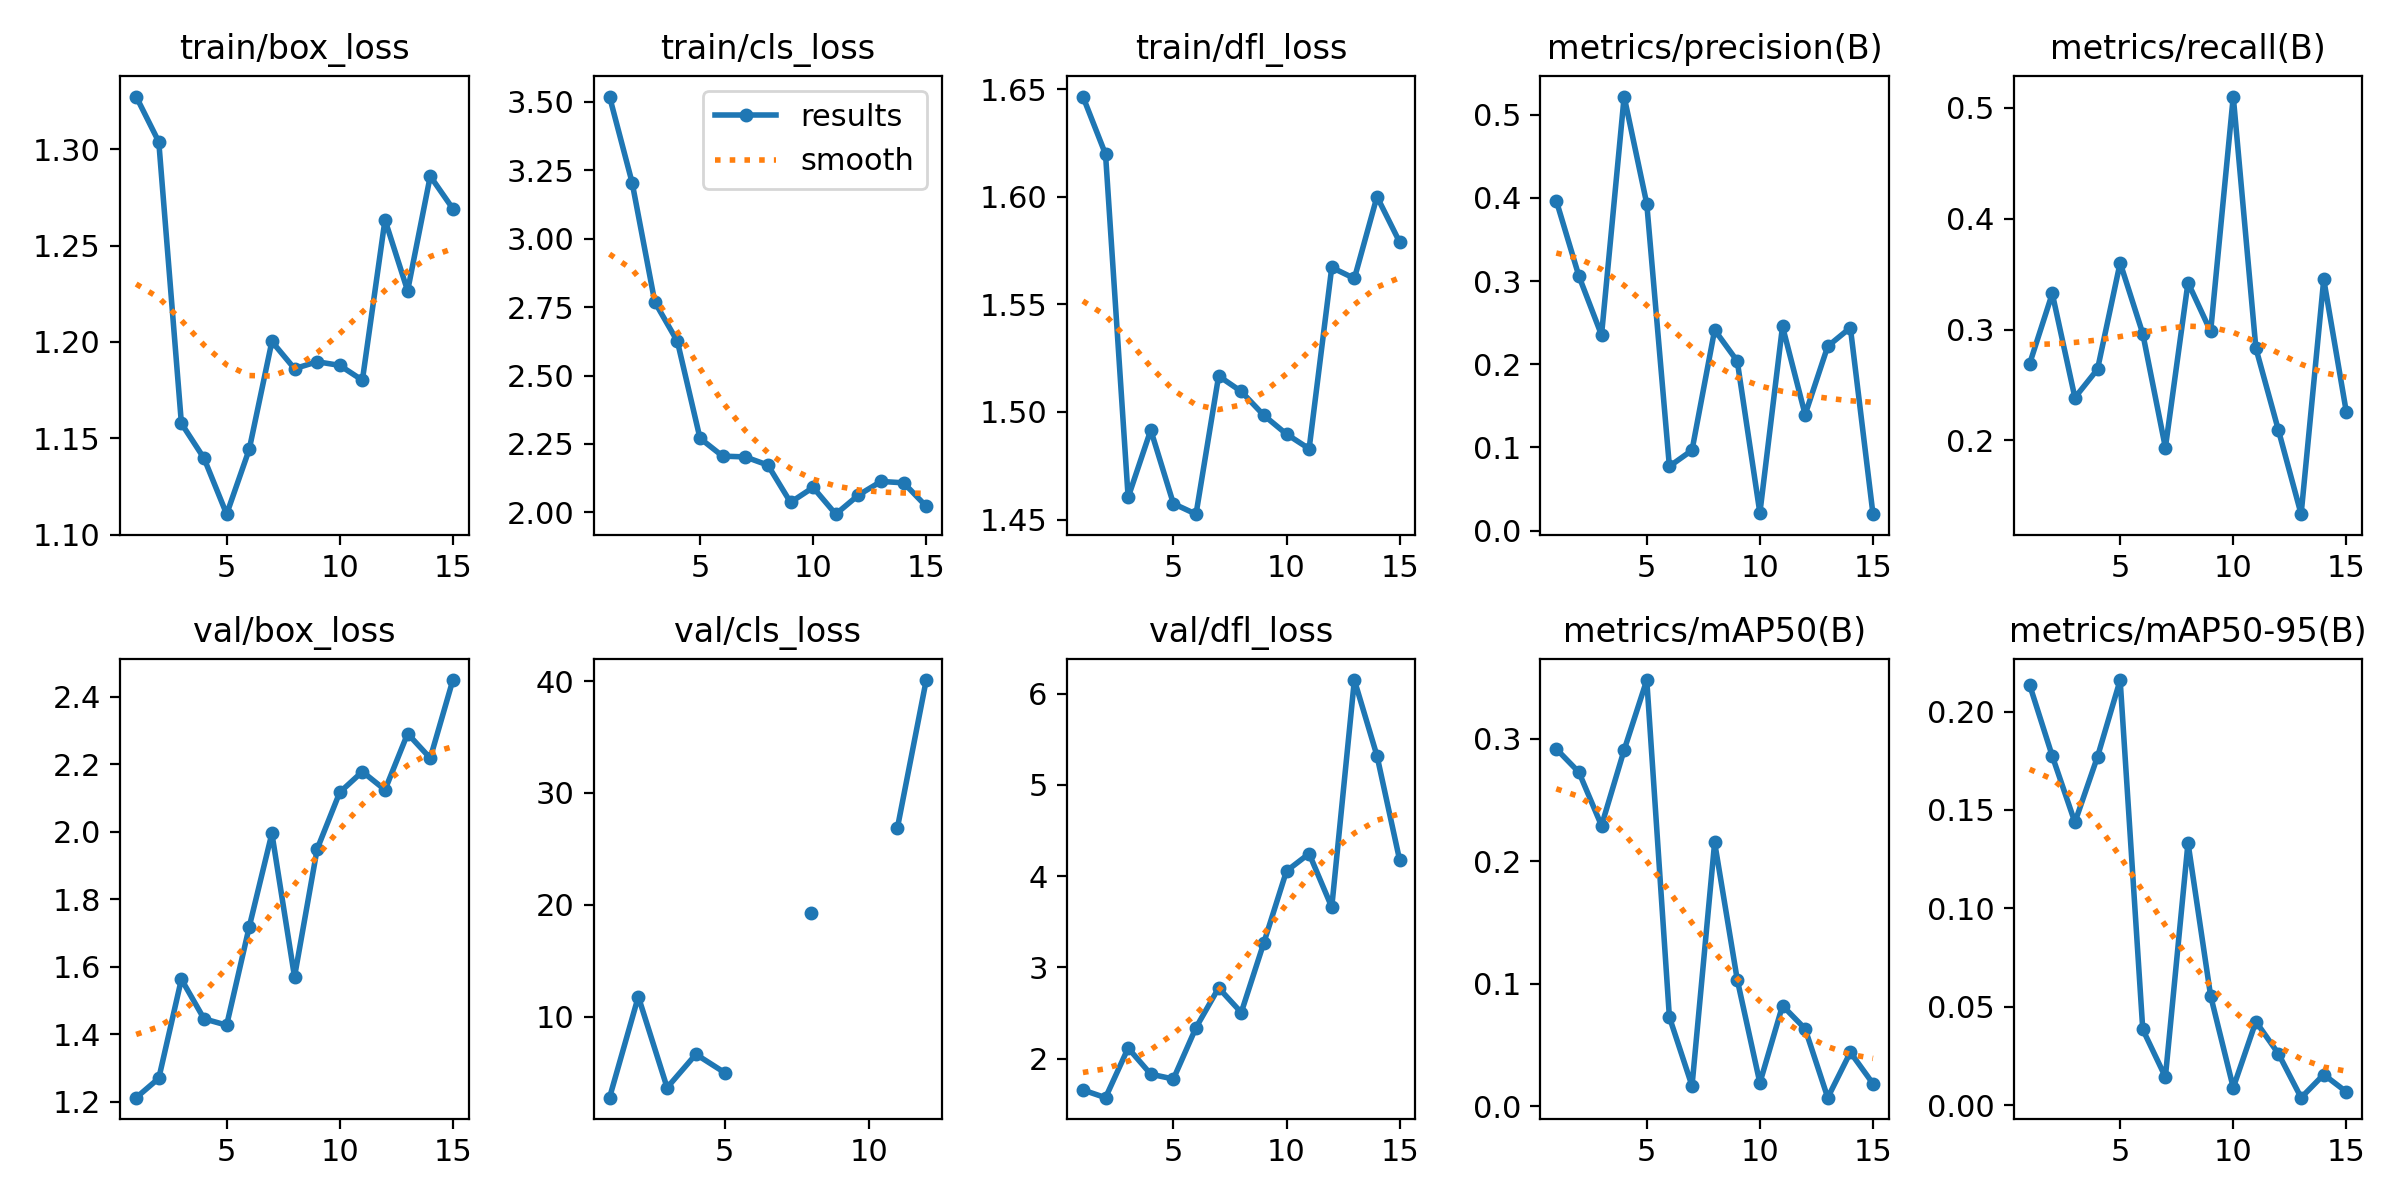 train/box_loss
train/cls_loss
train/dfl_loss
metrics/precision(B)
metrics/recall(B)
1.30
1.25
1.20
1.15
1.10
5 10 15
3.50
3.25
3.00
2.75
2.50
2.25
2.00
results
smooth
5 10 15
1.65
1.60
1.55
1.50
1.45
5 10 15
0.5
0.4
0.3
0.2
0.1
0.0
5 10 15
0.5
0.4
0.3
0.2
5 10 15
val/box_loss
val/cls_loss
val/dfl_loss
metrics/mAP50(B)
metrics/mAP50-95(B)
2.4
2.2
2.0
1.8
1.6
1.4
1.2
5 10 15
40
30
20
10
5 10
6
5
4
3
2
5 10 15
0.3
0.2
0.1
0.0
5 10 15
0.20
0.15
0.10
0.05
0.00
5 10 15